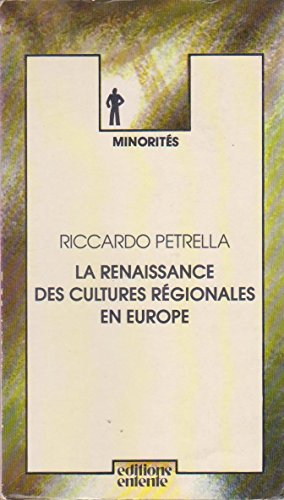 MINORITÉS
RICCARDO PETRELLA
LA RENAISSANCE
DES CULTURES RÉGIONALES
EN EUROPE
editions
entente